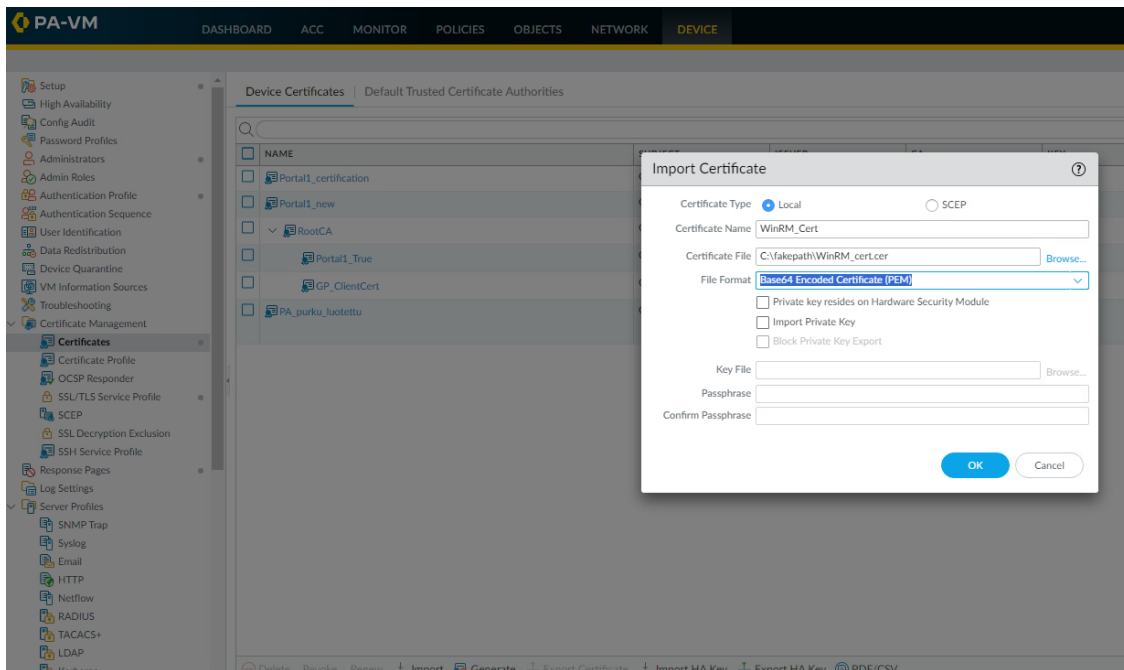 PA-VM
DASHBOARD ACC MONITOR POLICIES OBJECTS NETWORK DEVICE
Setup
High Availability
Config Audit
Password Profiles
Administrators
Admin Roles
Authentication Profile
Authentication Sequence
User Identification
Data Redistribution
Device Quarantine
VM Information Sources
Troubleshooting
Certificate Management
Certificates
Certificate Profile
OCSP Responder
SSL/TLS Service Profile
SCEP
SSL Decryption Exclusion
SSH Service Profile
Response Pages
Log Settings
Server Profiles
SNMP Trap
Syslog
Email
HTTP
Netflow
RADIUS
TACACS+
LDAP
Device Certificates Default Trusted Certificate Authorities
NAME
Portal1_certification
Portal1_new
RootCA
Portal1_True
GP_ClientCert
PA_purku_luotettu
Import Certificate
Certificate Type Local SCEP
Certificate Name WinRM_Cert
Certificate File C:\fakepath\WinRM_cert.cer Browse...
File Format Base64 Encoded Certificate (PEM)
Private key resides on Hardware Security Module
Import Private Key
Block Private Key Export
Key File Browse...
Passphrase
Confirm Passphrase
OK Cancel
Delete Revoke Renew Import Generate Export Certificate Import HA Key Export HA Key PDF/CSV